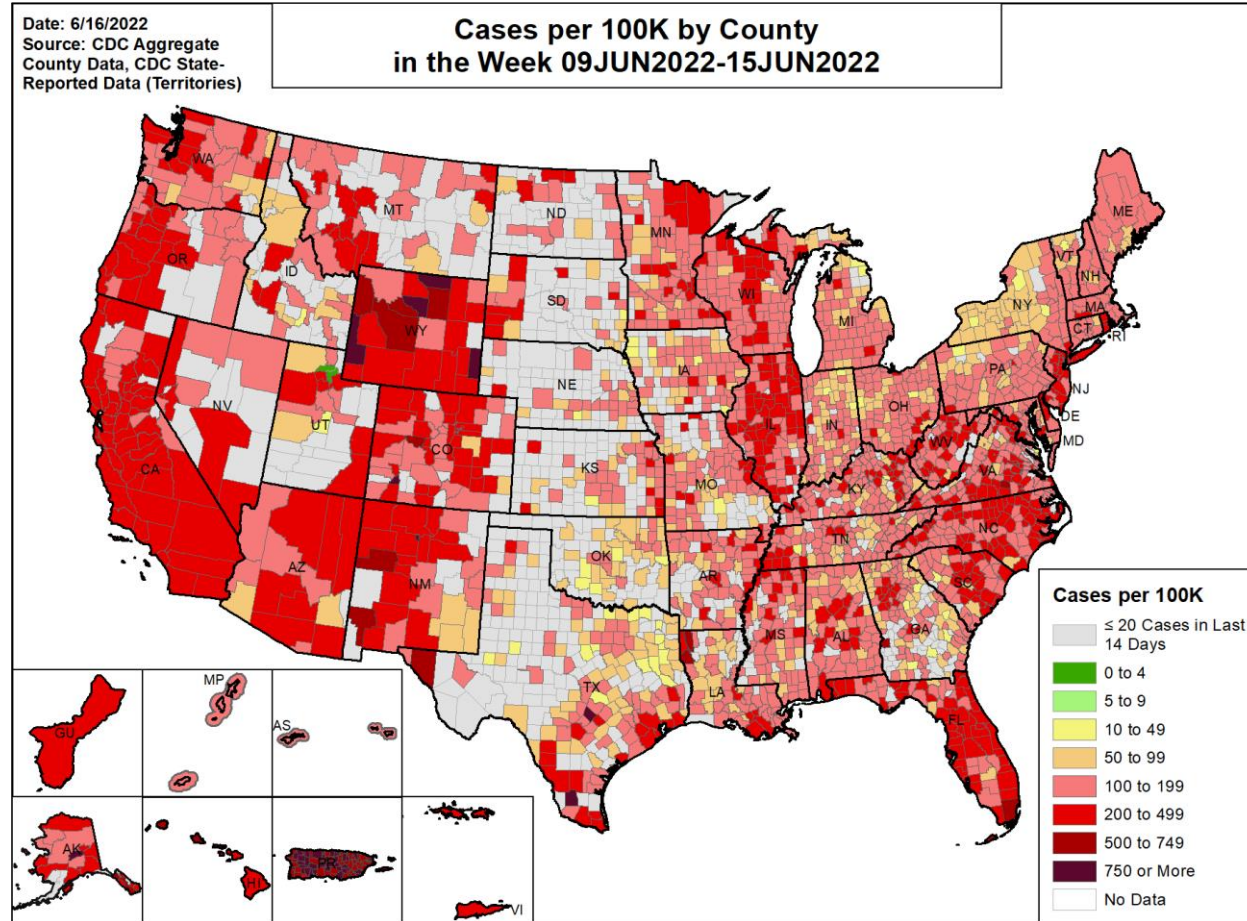 Date: 6/16/2022
Source: CDC Aggregate
County Data, CDC State-
Reported Data (Territories)
Cases per 100K by County
in the Week 09JUN2022-15JUN2022
WA
MT
ND
MN
ME
OR
ID
SD
WI
MI
VT
NH
NY
MA
CT
RI
WY
NE
IA
PA
NJ
NV
UT
CO
KS
MO
IL
IN
OH
WV
DE
MD
VA
CA
KY
AZ
NM
OK
AR
TN
NC
SC
TX
LA
MS
AL
GA
FL
GU
MP
AS
AK
HI
PR
VI
Cases per 100K
≤ 20 Cases in Last
14 Days
0 to 4
5 to 9
10 to 49
50 to 99
100 to 199
200 to 499
500 to 749
750 or More
No Data